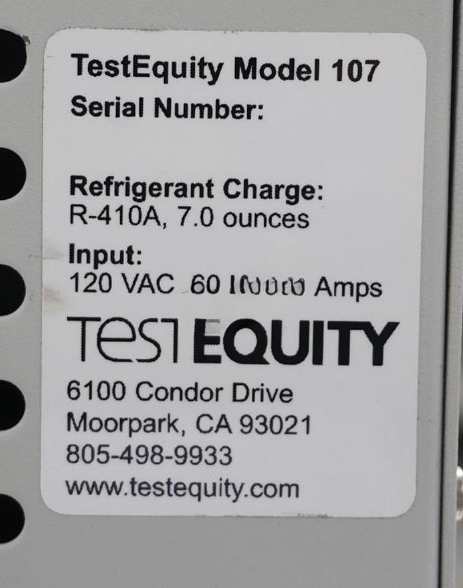 TestEquity Model 107
Serial Number:
Refrigerant Charge:
R-410A, 7.0 ounces
Input:
120 VAC 60 Amps
TESTEQUITY
6100 Condor Drive
Moorpark, CA 93021
805-498-9933
www.testequity.com